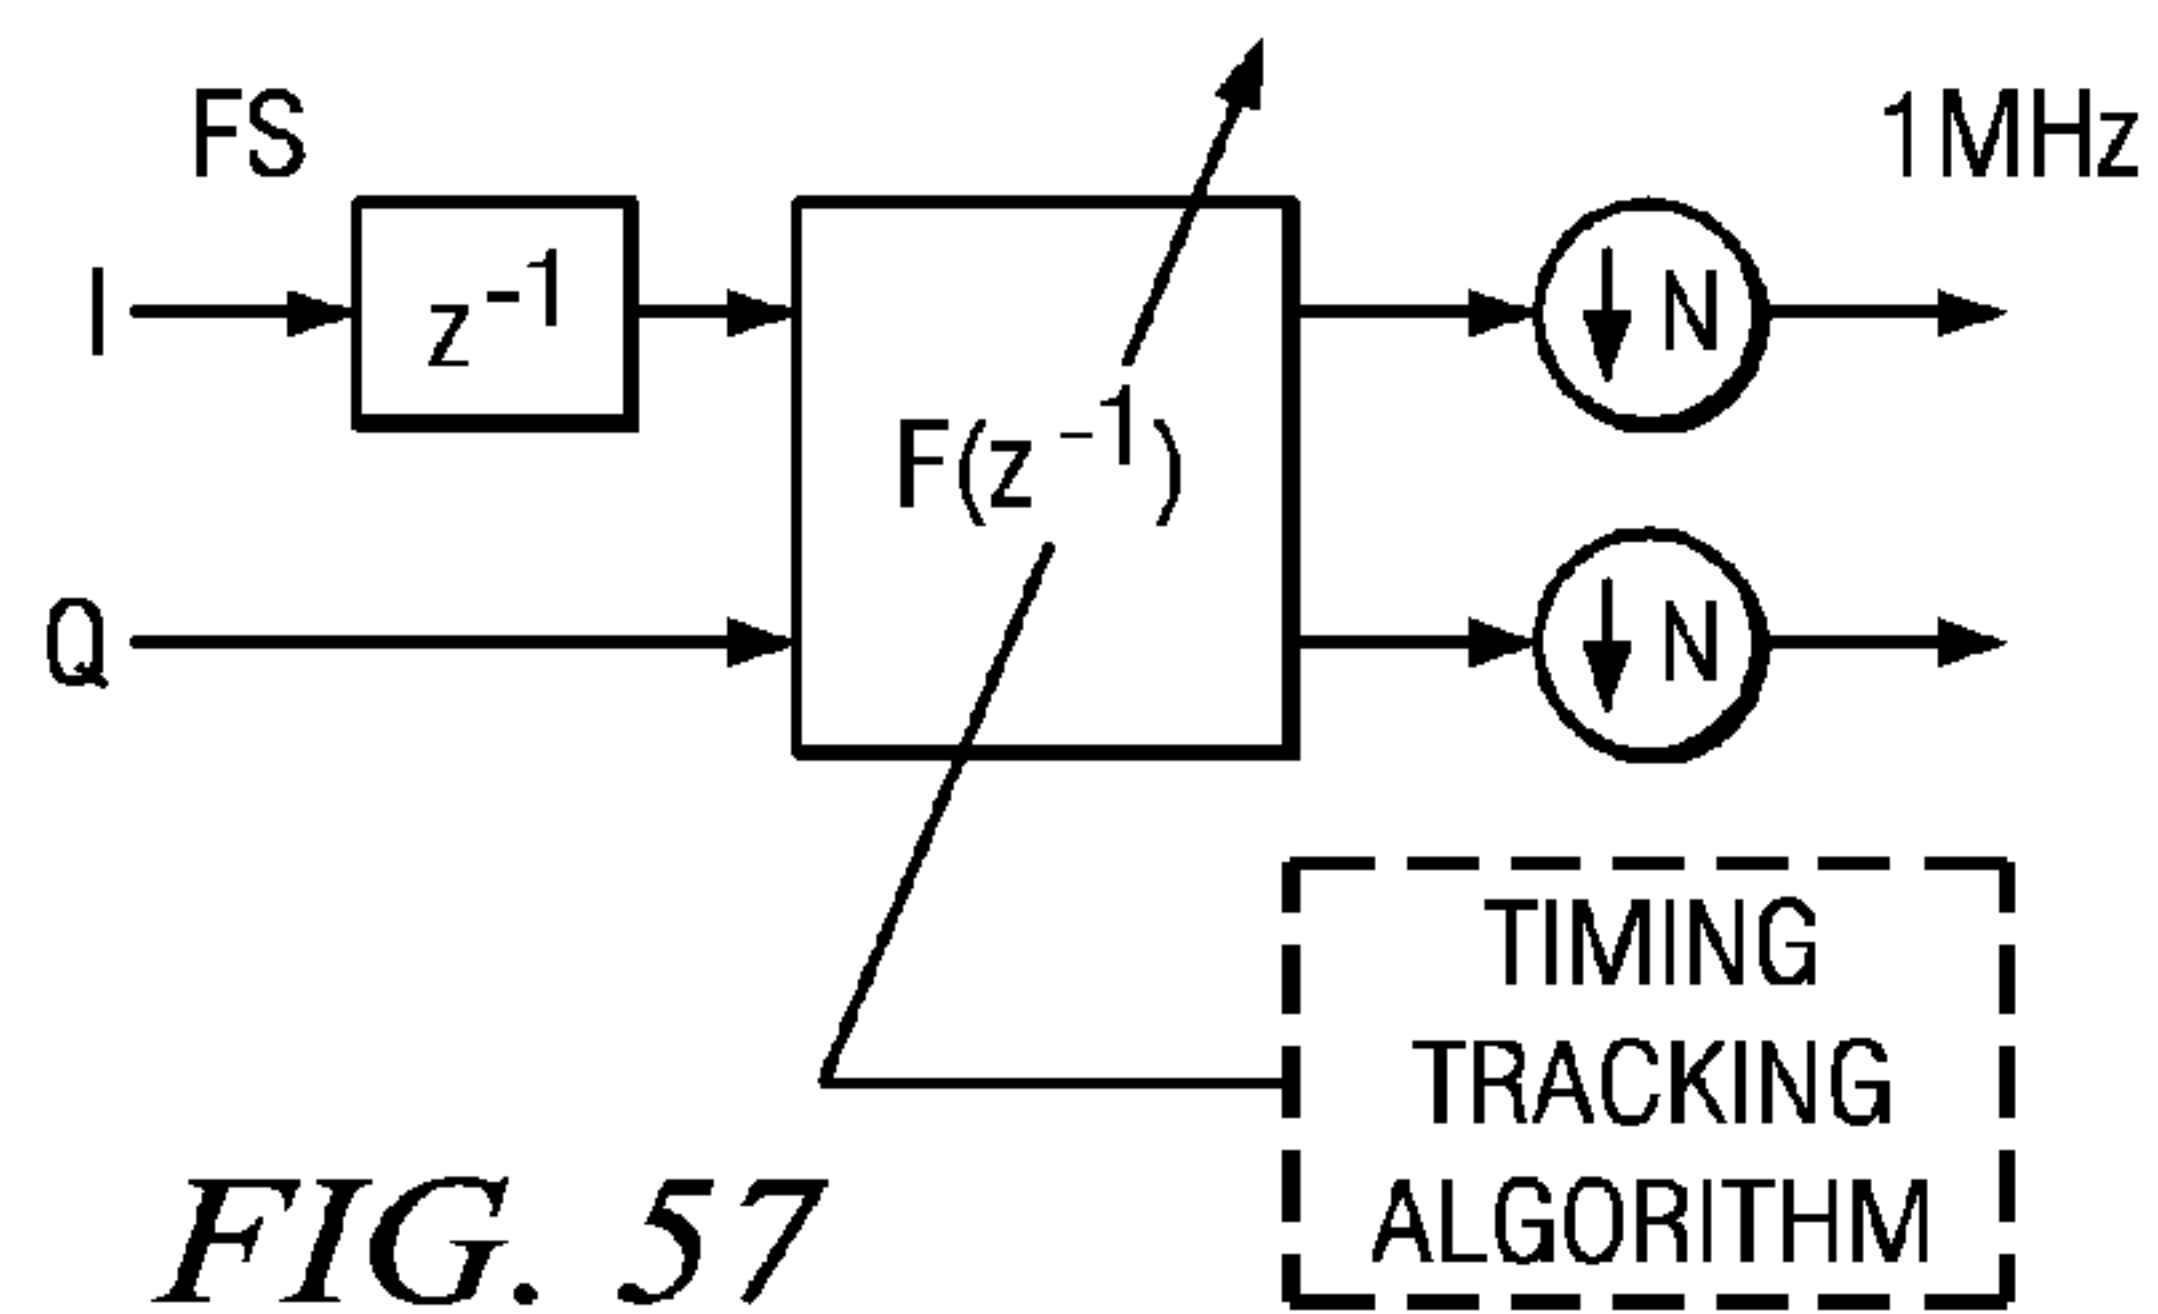 FS
1MHz
I
z⁻¹
↓ N
F(z⁻¹)
Q
↓ N
TIMING
TRACKING
ALGORITHM
FIG. 57